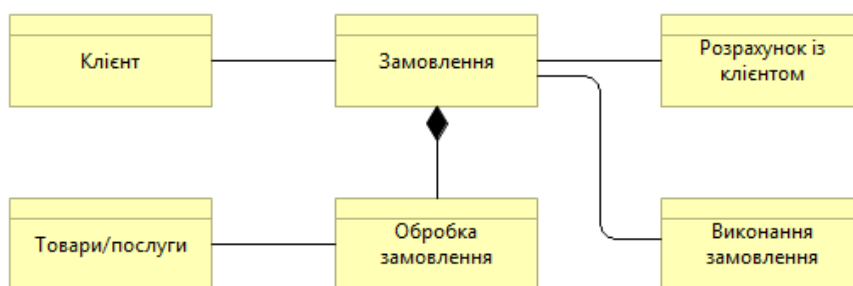 Клієнт
Замовлення
Розрахунок із
клієнтом
Товари/послуги
Обробка
замовлення
Виконання
замовлення